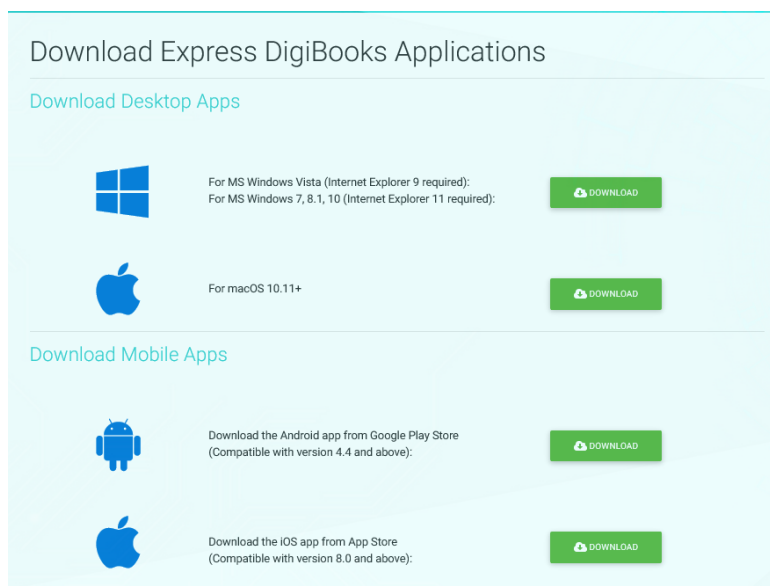 Download Express DigiBooks Applications
Download Desktop Apps
For MS Windows Vista (Internet Explorer 9 required):
For MS Windows 7, 8.1, 10 (Internet Explorer 11 required):
DOWNLOAD
For macOS 10.11+
DOWNLOAD
Download Mobile Apps
Download the Android app from Google Play Store
(Compatible with version 4.4 and above):
DOWNLOAD
Download the iOS app from App Store
(Compatible with version 8.0 and above):
DOWNLOAD